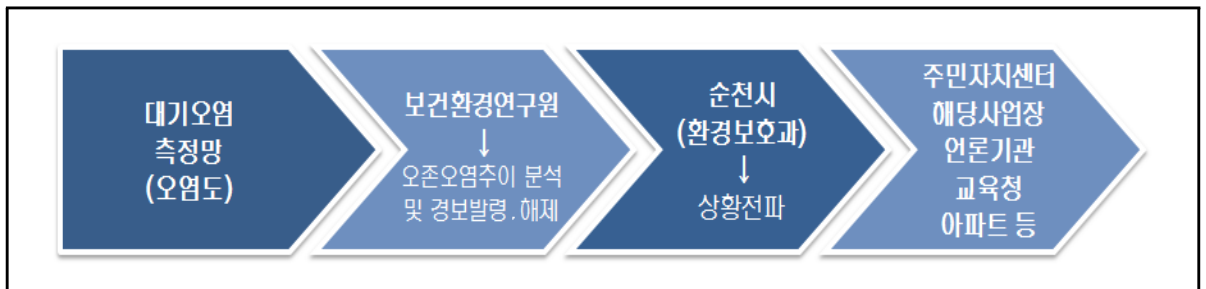 대기오염
측정망
(오염도)
보건환경연구원
↓
오존오염추이 분석
및 경보발령.해제
순천시
(환경보호과)
↓
상황전파
주민자치센터
해당사업장
언론기관
교육청
아파트 등